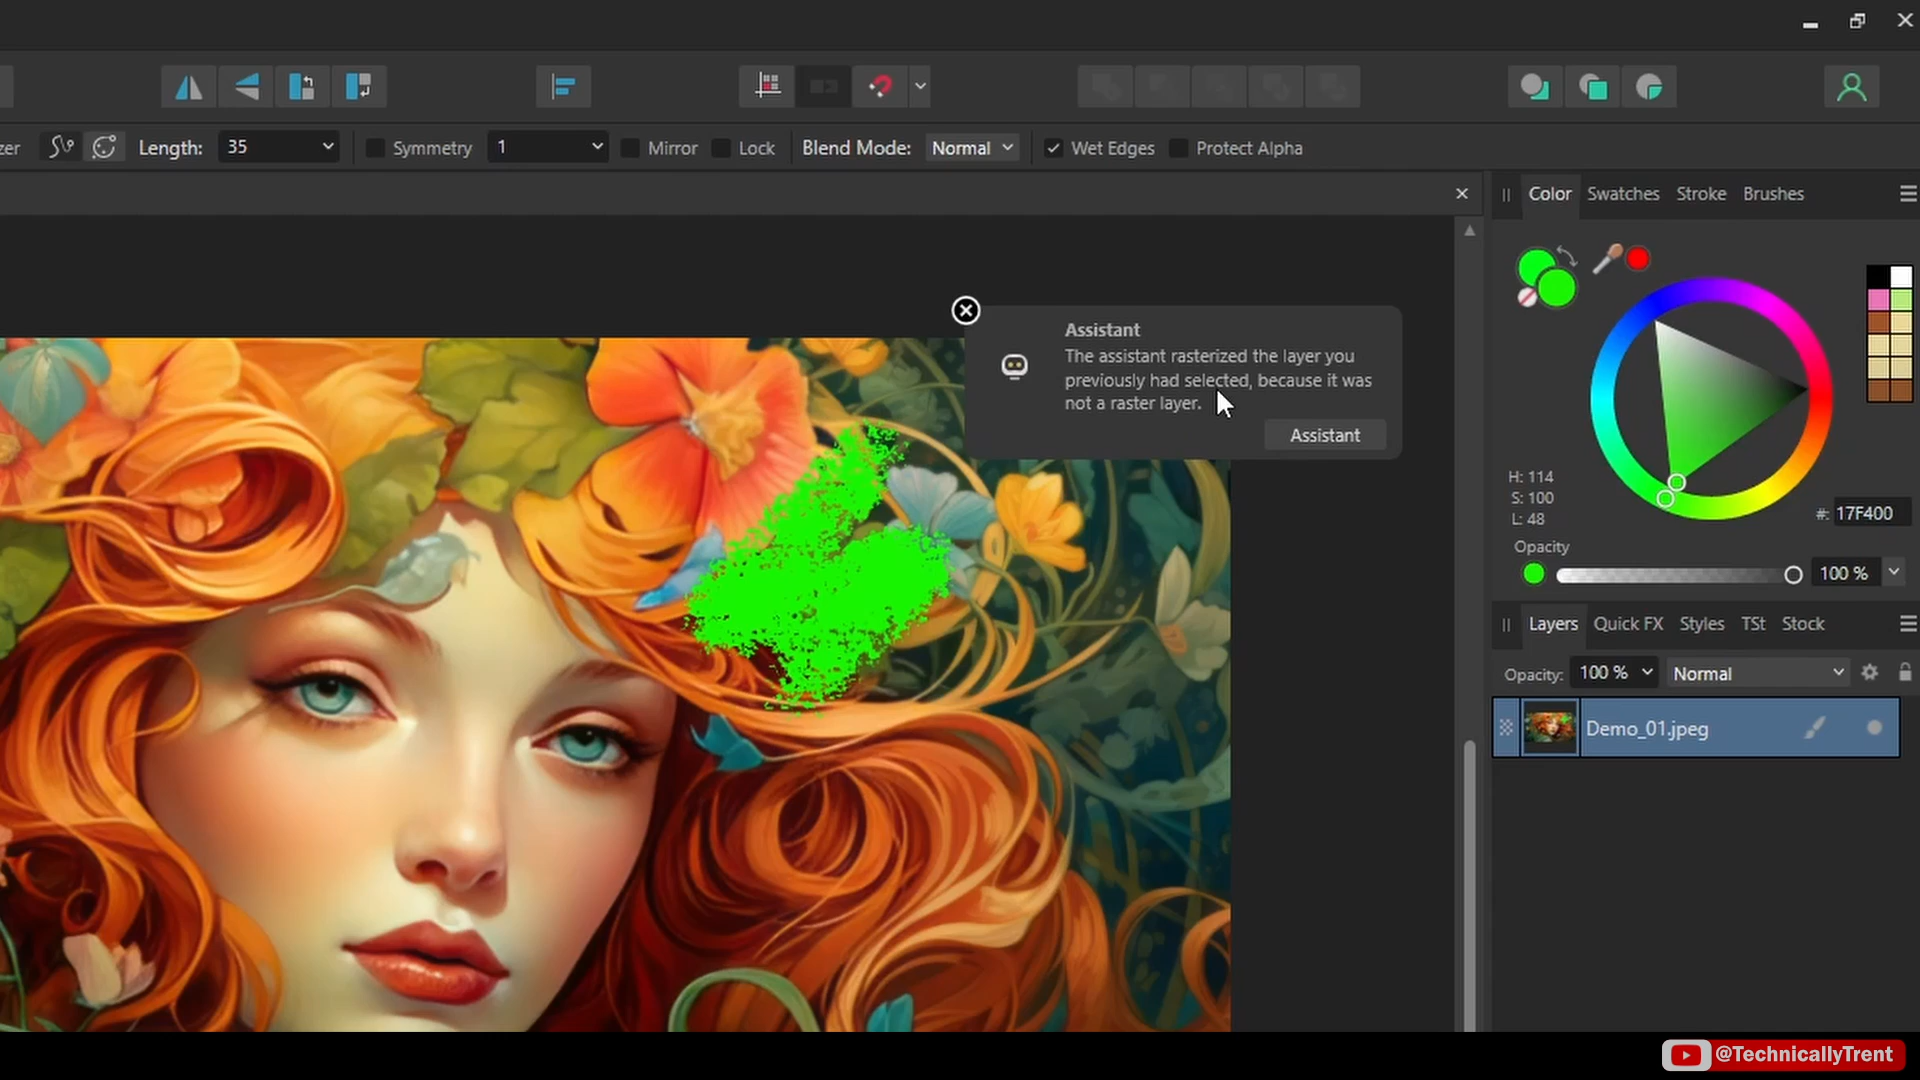 zer Length: 35 Symmetry 1 Mirror Lock Blend Mode: Normal Wet Edges Protect Alpha
Color Swatches Stroke Brushes
Assistant
The assistant rasterized the layer you
previously had selected, because it was
not a raster layer.
Assistant
H: 114
S: 100
L: 48
#: 17F400
Opacity
100 %
Layers Quick FX Styles TSt Stock
Opacity: 100 % Normal
Demo_01.jpeg
@TechnicallyTrent